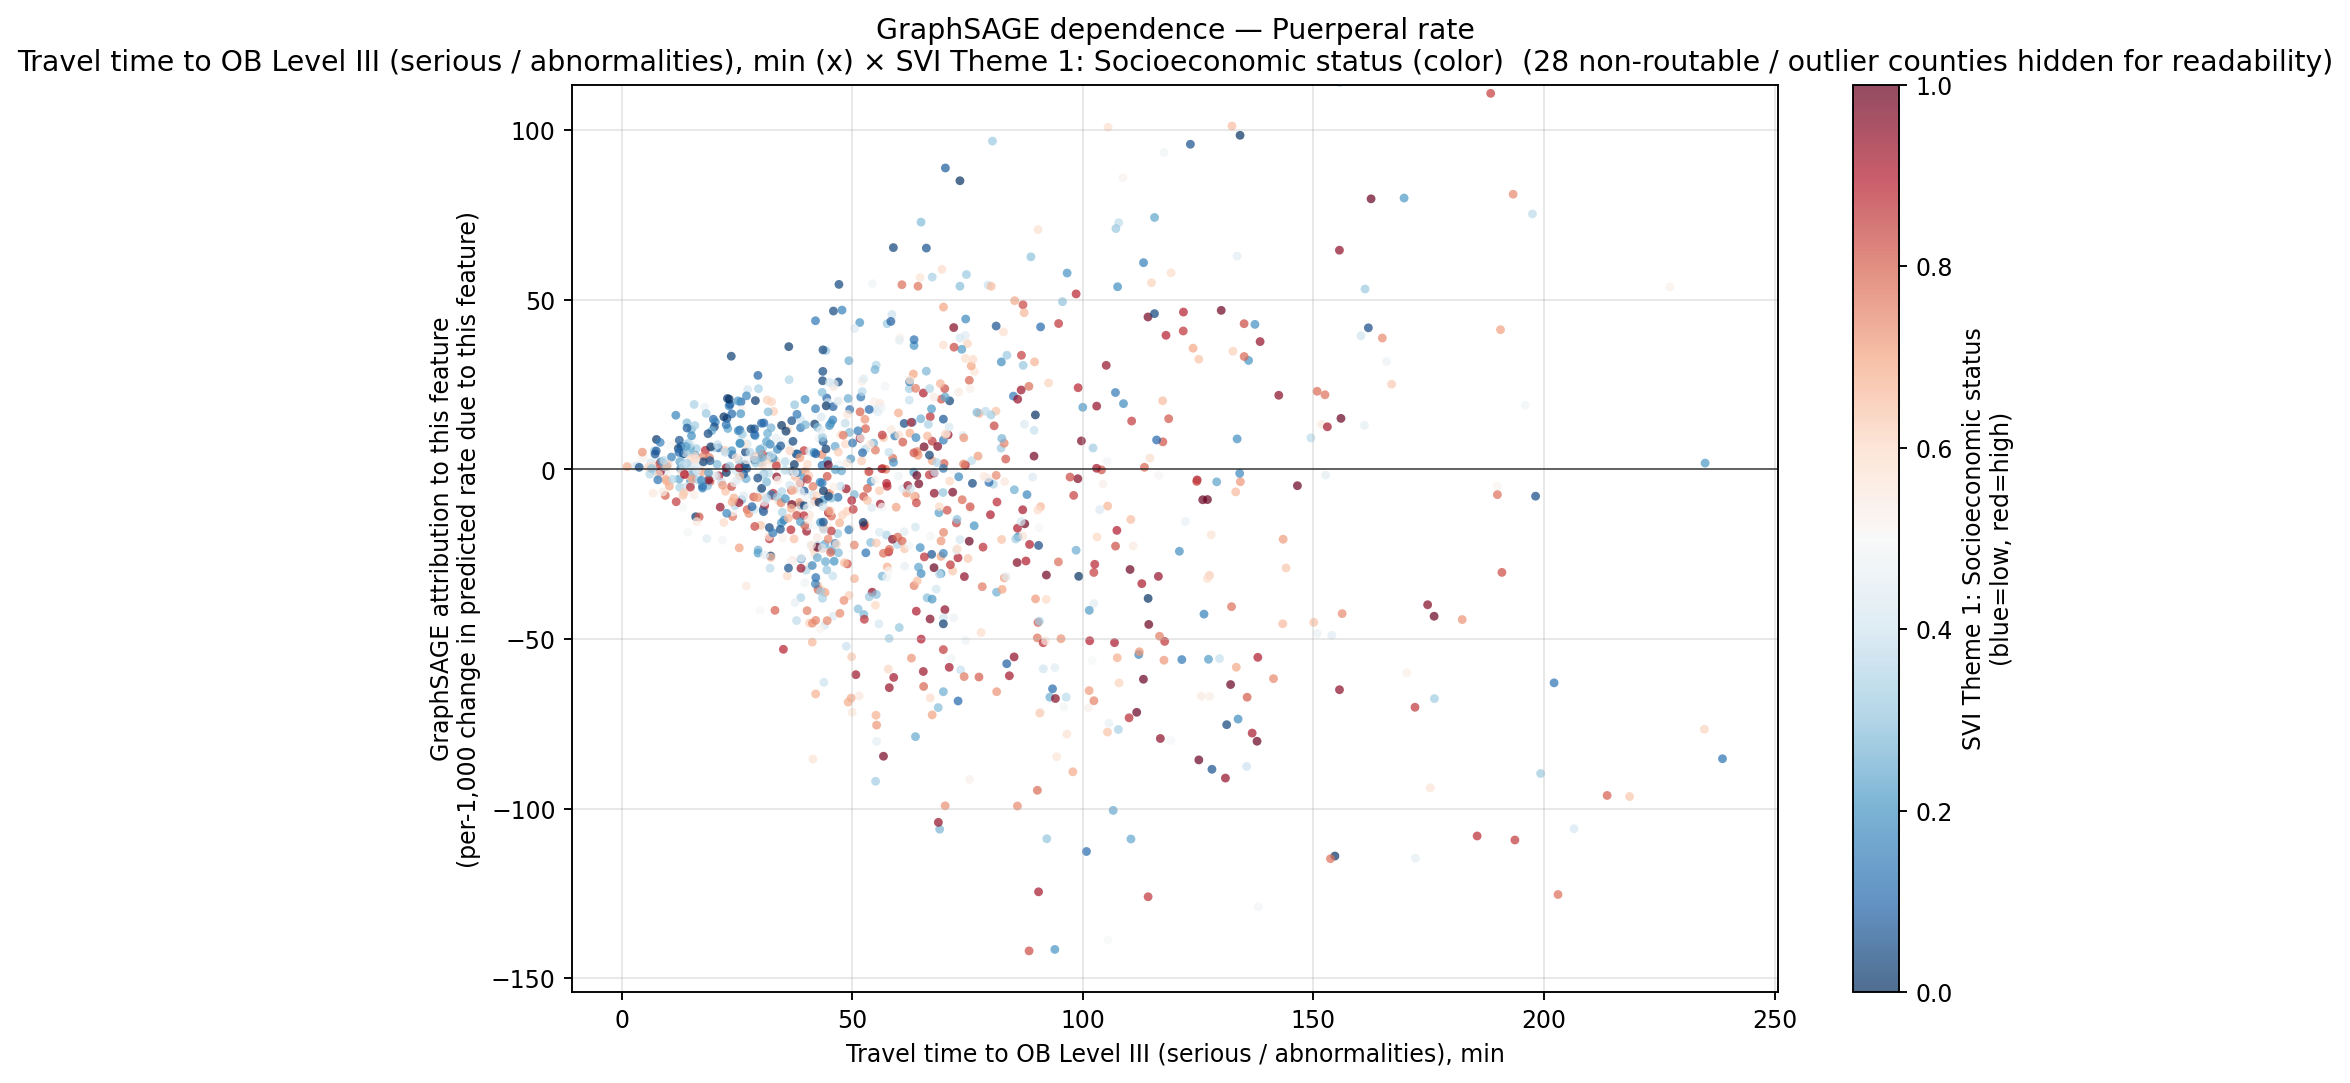 GraphSAGE dependence — Puerperal rate
Travel time to OB Level III (serious / abnormalities), min (x) × SVI Theme 1: Socioeconomic status (color)  (28 non-routable / outlier counties hidden for readability)
GraphSAGE attribution to this feature
(per-1,000 change in predicted rate due to this feature)
100
50
0
−50
−100
−150
0
50
100
150
200
250
Travel time to OB Level III (serious / abnormalities), min
1.0
0.8
0.6
0.4
0.2
0.0
SVI Theme 1: Socioeconomic status
(blue=low, red=high)